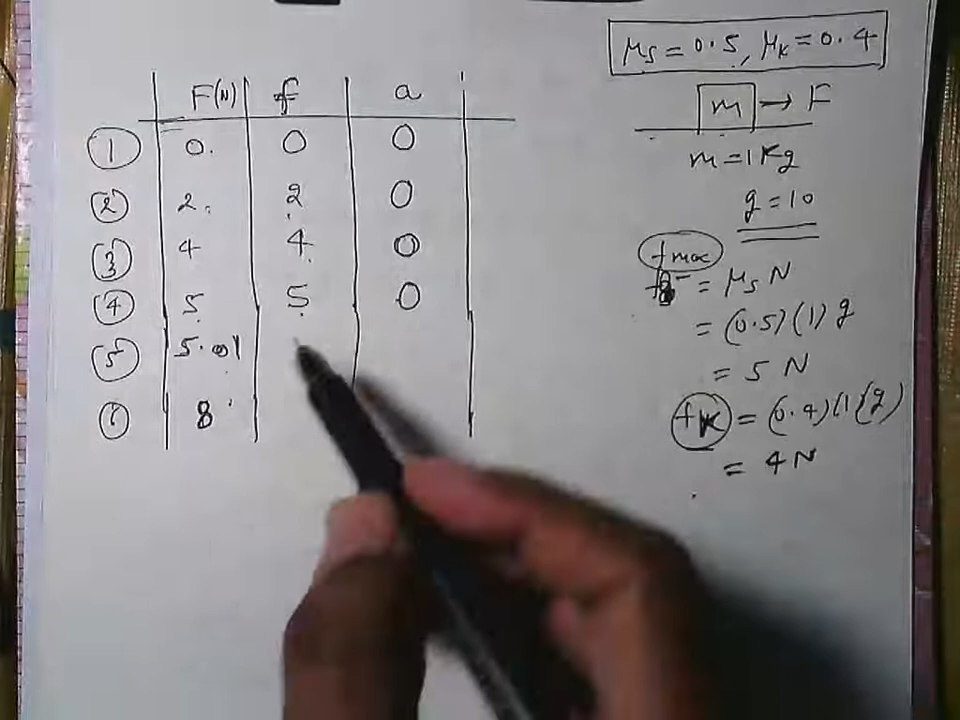 μs = 0.5, μk = 0.4
F(N) f a
① 0. 0 0
② 2. 2 0
③ 4 4 0
④ 5 5 0
⑤ 5.01
⑥ 8
m → F
m = 1 kg
g = 10
fmax
= μs N
= (0.5)(1) g
= 5 N
fk = (0.4)(1)(g)
= 4 N